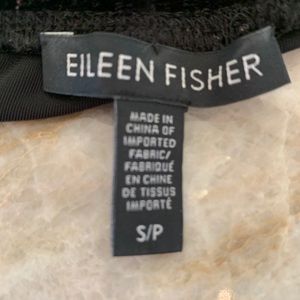 EILEEN FISHER
MADE IN
CHINA OF
IMPORTED
FABRIC/
FABRIQUÉ
EN CHINE
DE TISSUS
IMPORTÉ
S/P